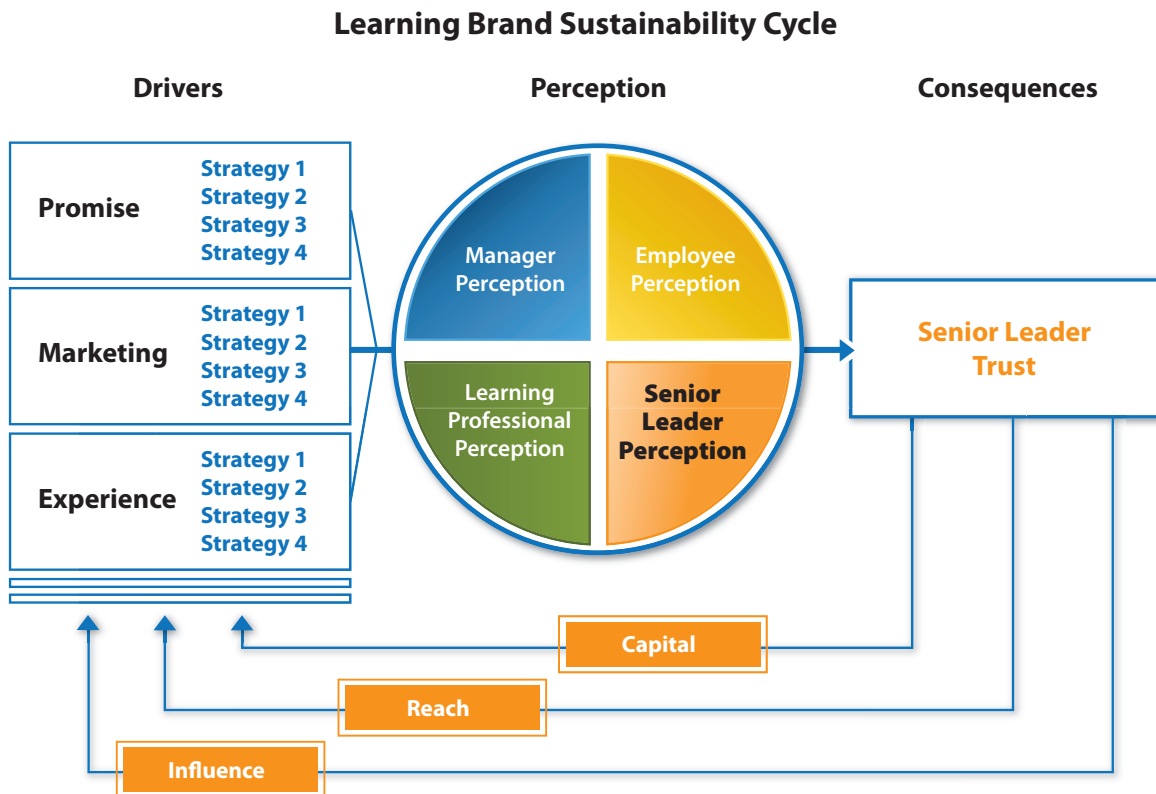 Learning Brand Sustainability Cycle
Drivers
Perception
Consequences
Promise
Strategy 1
Strategy 2
Strategy 3
Strategy 4
Marketing
Strategy 1
Strategy 2
Strategy 3
Strategy 4
Experience
Strategy 1
Strategy 2
Strategy 3
Strategy 4
Manager
Perception
Employee
Perception
Learning
Professional
Perception
Senior
Leader
Perception
Senior Leader
Trust
Capital
Reach
Influence